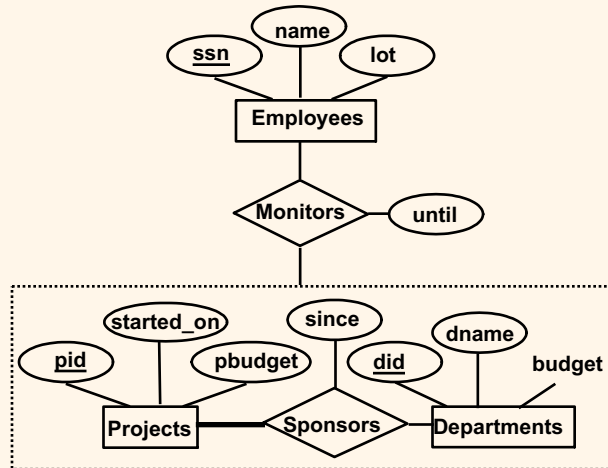 name
ssn
lot
Employees
Monitors
until
started_on
since
dname
pid
pbudget
did
budget
Projects
Sponsors
Departments